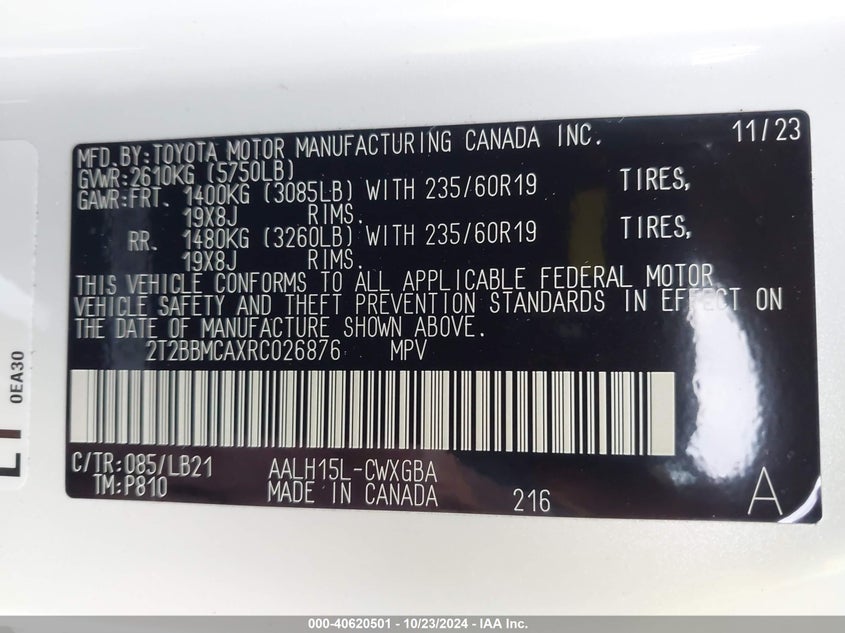 MFD.BY:TOYOTA MOTOR MANUFACTURING CANADA INC. 11/23
GVWR:2610KG (5750LB)
GAWR:FRT. 1400KG (3085LB) WITH 235/60R19 TIRES,
19X8J RIMS.
RR. 1480KG (3260LB) WITH 235/60R19 TIRES,
19X8J RIMS.
THIS VEHICLE CONFORMS TO ALL APPLICABLE FEDERAL MOTOR
VEHICLE SAFETY AND THEFT PREVENTION STANDARDS IN EFFECT ON
THE DATE OF MANUFACTURE SHOWN ABOVE.
2T2BBMCAXRC026876 MPV
C/TR:085/LB21 AALH15L-CWXGBA
TM:P810 MADE IN CANADA 216 A
0EA30
000-40620501 - 10/23/2024 - IAA Inc.